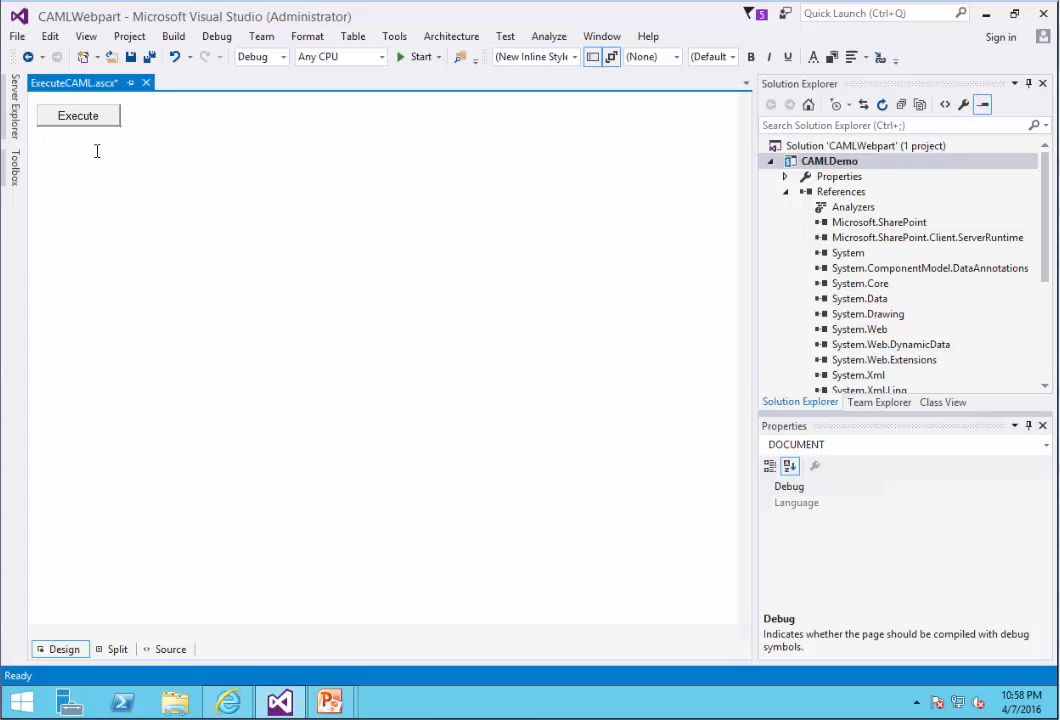 CAMLWebpart - Microsoft Visual Studio (Administrator)
5
Quick Launch (Ctrl+Q)
File Edit View Project Build Debug Team Format Table Tools Architecture Test Analyze Window Help
Sign in
Debug Any CPU Start (New Inline Style (None) (Default B I U A
Server Explorer
Toolbox
ExecuteCAML.ascx*
Execute
Solution Explorer
Search Solution Explorer (Ctrl+;)
Solution 'CAMLWebpart' (1 project)
CAMLDemo
Properties
References
Analyzers
Microsoft.SharePoint
Microsoft.SharePoint.Client.ServerRuntime
System
System.ComponentModel.DataAnnotations
System.Core
System.Data
System.Drawing
System.Web
System.Web.DynamicData
System.Web.Extensions
System.Xml
System.Xml.Linq
Solution Explorer Team Explorer Class View
Properties
DOCUMENT
Debug
Language
Debug
Indicates whether the page should be compiled with debug
symbols.
Design Split Source
Ready
10:58 PM
4/7/2016